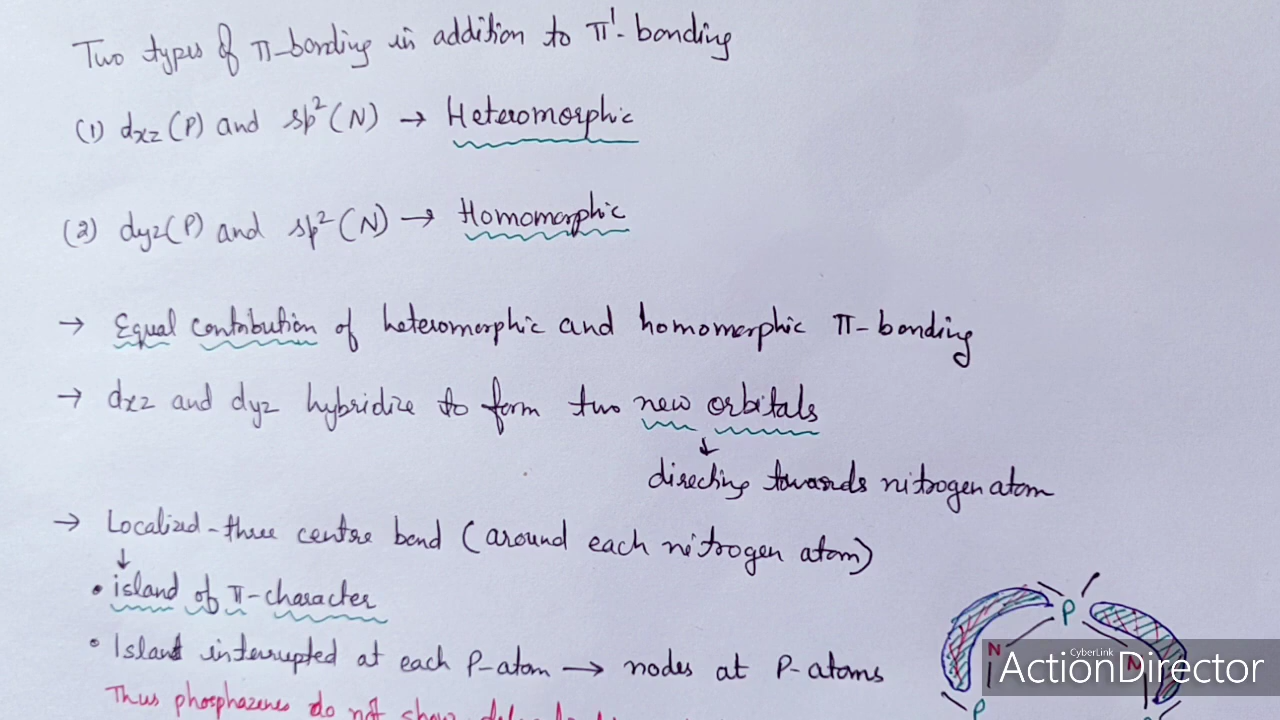 Two types of π-bonding in addition to π'-bonding
(1) dxz (P) and sp²(N) → Heteromorphic
(2) dyz(P) and sp²(N) → Homomorphic
→ Equal contribution of heteromorphic and homomorphic π-bonding
→ dxz and dyz hybridize to form two new orbitals
↓
directing towards nitrogen atom
→ Localized-three centre bond (around each nitrogen atom)
↓
• island of π-character
• Island interrupted at each P-atom → nodes at P-atoms
Thus phosphazenes do not show
P
N
N
P
CyberLink
ActionDirector